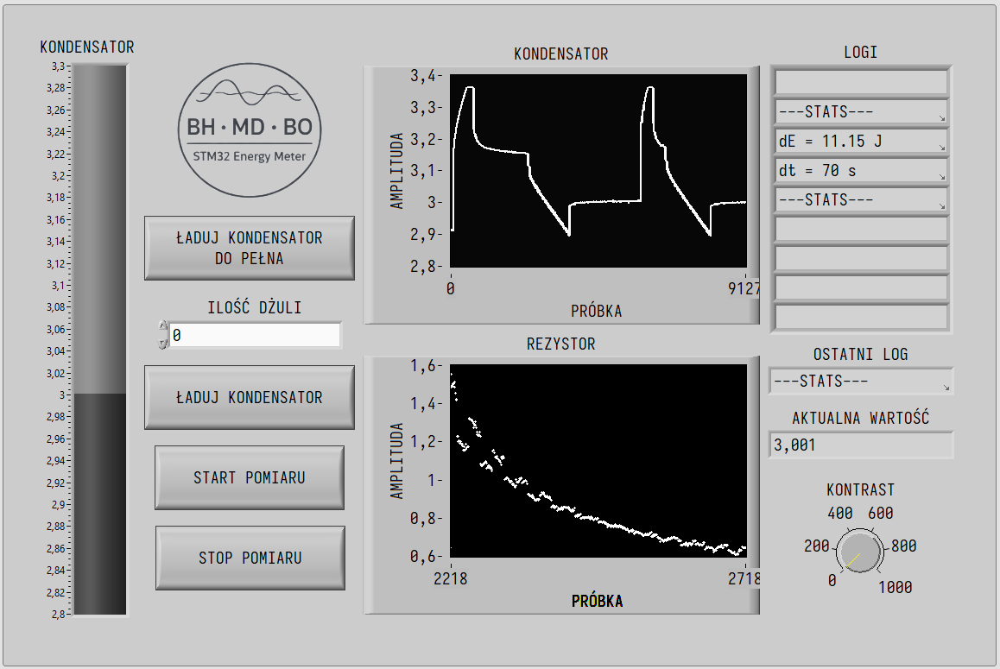 KONDENSATOR
3,3
3,28
3,26
3,24
3,22
3,2
3,18
3,16
3,14
3,12
3,1
3,08
3,06
3,04
3,02
3
2,98
2,96
2,94
2,92
2,9
2,88
2,86
2,84
2,82
2,8
BH · MD · BO
STM32 Energy Meter
ŁADUJ KONDENSATOR
DO PEŁNA
ILOŚĆ DŻULI
0
ŁADUJ KONDENSATOR
START POMIARU
STOP POMIARU
KONDENSATOR
AMPLITUDA
3,4
3,3
3,2
3,1
3
2,9
2,8
0
9127
PRÓBKA
REZYSTOR
AMPLITUDA
1,6
1,4
1,2
1
0,8
0,6
2218
2718
PRÓBKA
LOGI
---STATS---
dE = 11.15 J
dt = 70 s
---STATS---
OSTATNI LOG
---STATS---
AKTUALNA WARTOŚĆ
3,001
KONTRAST
400 600
200 800
0 1000